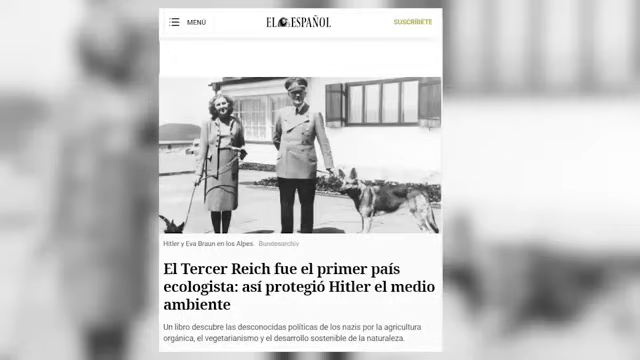 MENÚ
EL ESPAÑOL
SUSCRÍBETE
Hitler y Eva Braun en los Alpes. Bundesarchiv
El Tercer Reich fue el primer país
ecologista: así protegió Hitler el medio
ambiente
Un libro descubre las desconocidas políticas de los nazis por la agricultura
orgánica, el vegetarianismo y el desarrollo sostenible de la naturaleza.